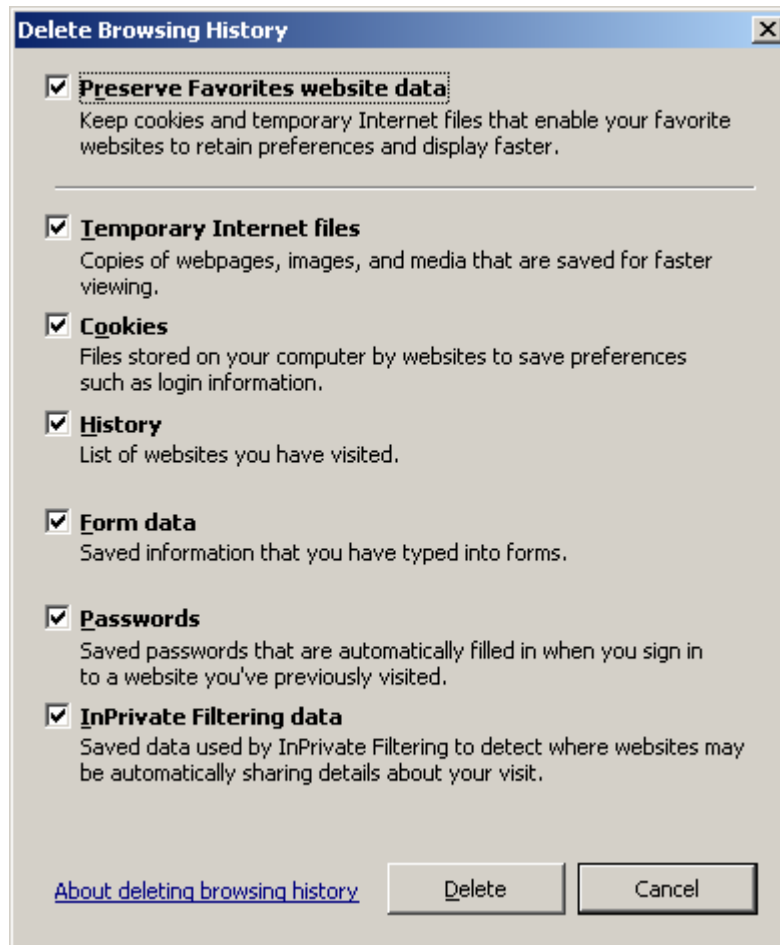 Delete Browsing History
Preserve Favorites website data
Keep cookies and temporary Internet files that enable your favorite
websites to retain preferences and display faster.
Temporary Internet files
Copies of webpages, images, and media that are saved for faster
viewing.
Cookies
Files stored on your computer by websites to save preferences
such as login information.
History
List of websites you have visited.
Form data
Saved information that you have typed into forms.
Passwords
Saved passwords that are automatically filled in when you sign in
to a website you've previously visited.
InPrivate Filtering data
Saved data used by InPrivate Filtering to detect where websites may
be automatically sharing details about your visit.
About deleting browsing history
Delete
Cancel